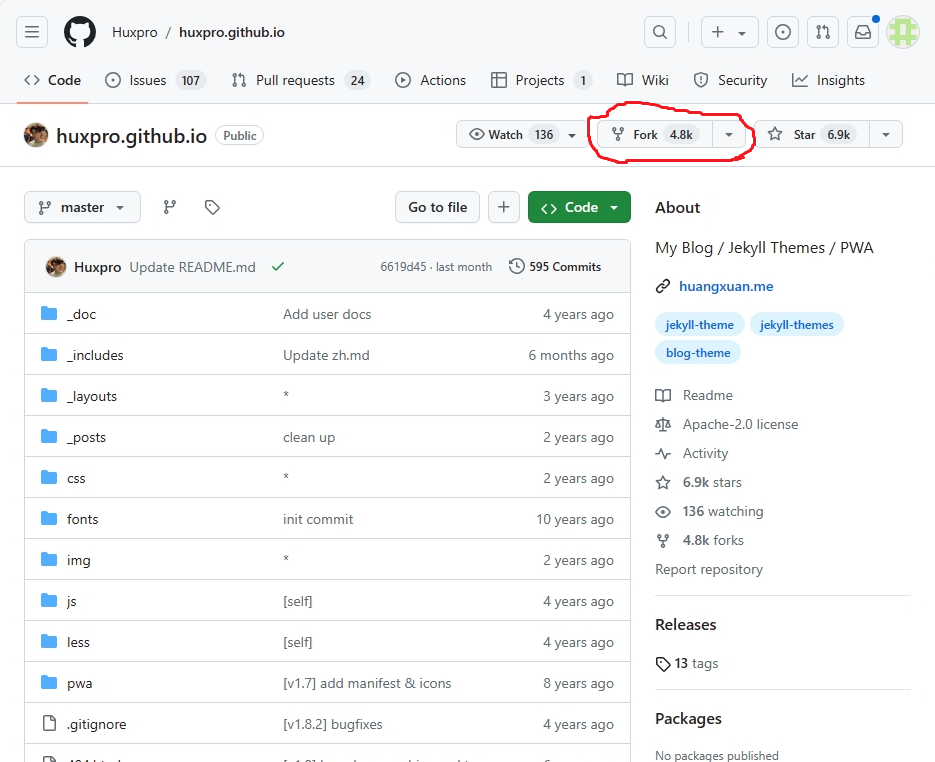 Huxpro / huxpro.github.io
Code Issues 107 Pull requests 24 Actions Projects 1 Wiki Security Insights
huxpro.github.io Public Watch 136 Fork 4.8k Star 6.9k
master Go to file Code
About
My Blog / Jekyll Themes / PWA
huangxuan.me
jekyll-theme jekyll-themes
blog-theme
Readme
Apache-2.0 license
Activity
6.9k stars
136 watching
4.8k forks
Report repository
Releases
13 tags
Packages
No packages published
Huxpro Update README.md 6619d45 · last month 595 Commits
_doc Add user docs 4 years ago
_includes Update zh.md 6 months ago
_layouts * 3 years ago
_posts clean up 2 years ago
css * 2 years ago
fonts init commit 10 years ago
img * 2 years ago
js [self] 4 years ago
less [self] 4 years ago
pwa [v1.7] add manifest & icons 8 years ago
.gitignore [v1.8.2] bugfixes 4 years ago